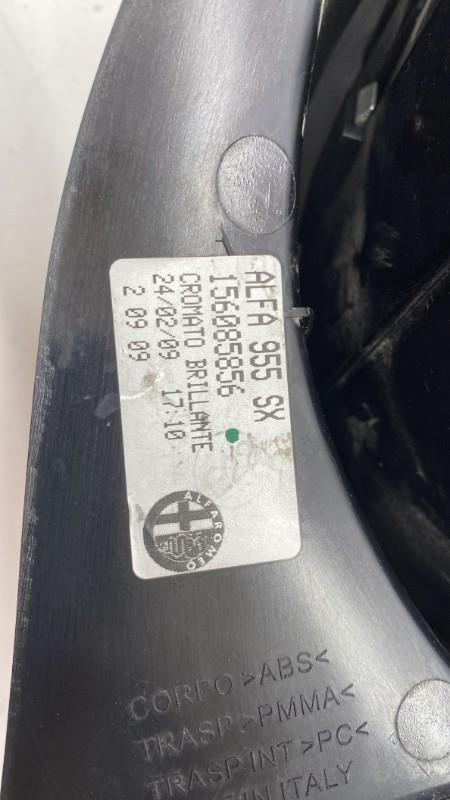 ALFA 955 SX
156085856
CROMATO BRILLANTE
24/02/09 17:10
2 09 09
ALFA ROMEO
CORPO >ABS<
TRASP >PMMA<
TRASP INT >PC<
IN ITALY